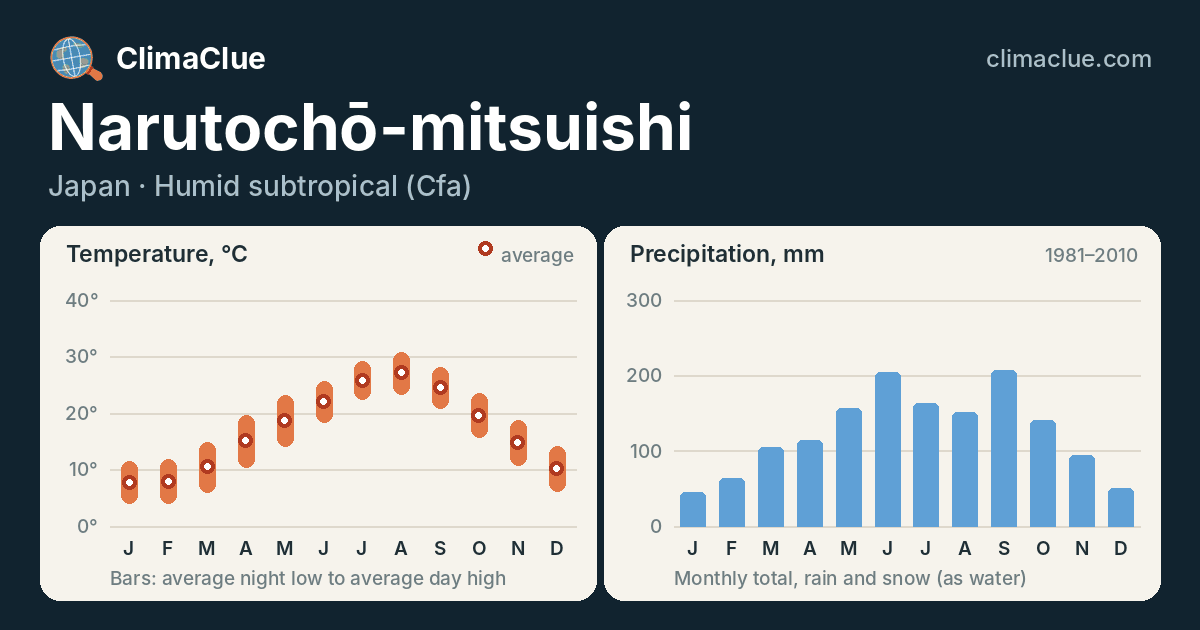 ClimaClue
climaclue.com
Narutochō-mitsuishi
Japan · Humid subtropical (Cfa)
Temperature, °C
average
40°
30°
20°
10°
0°
J F M A M J J A S O N D
Bars: average night low to average day high
Precipitation, mm
1981–2010
300
200
100
0
J F M A M J J A S O N D
Monthly total, rain and snow (as water)